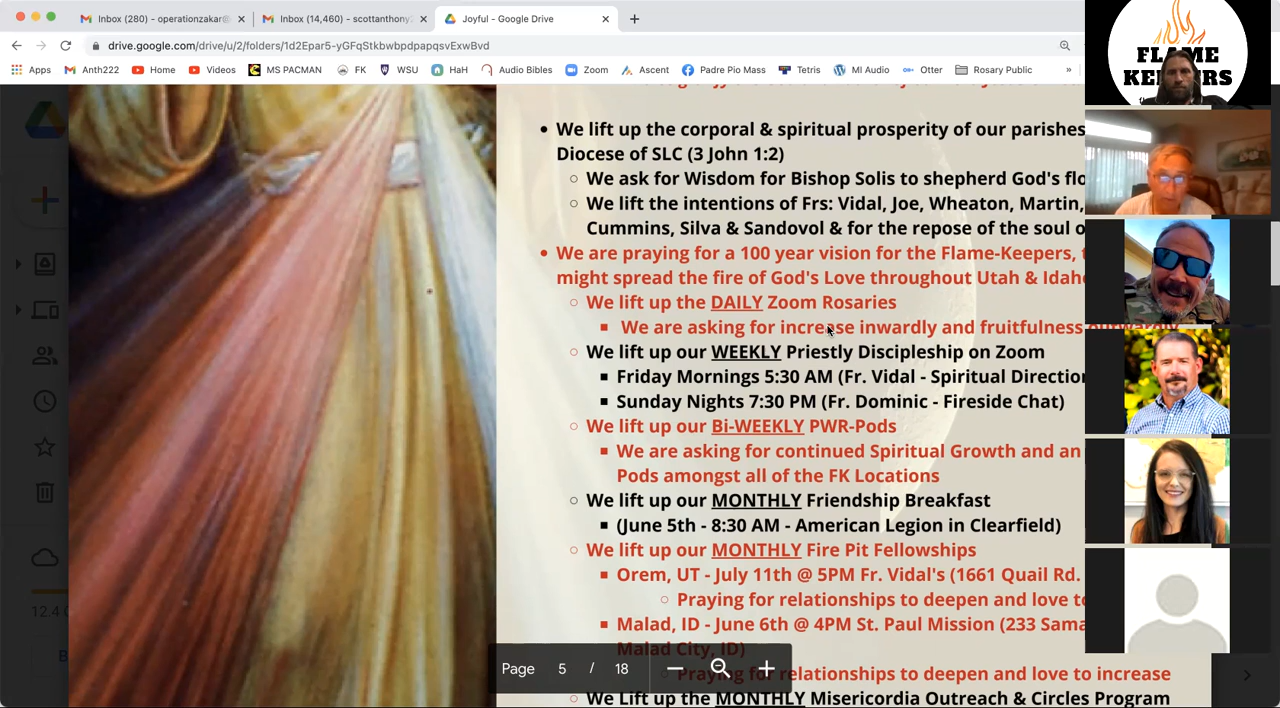 Inbox (280) - operationzakar@
Inbox (14,460) - scottanthony
Joyful - Google Drive
drive.google.com/drive/u/2/folders/1d2Epar5-yGFqStkbwbpdpapqsvExwBvd
Apps
Anth222
Home
Videos
MS PACMAN
FK
WSU
Hall
Audio Bibles
Zoom
Ascent
Padre Pio Mass
Tetris
MI Audio
Otter
Rosary Public
»
FLAME
KEEPERS
• We lift up the corporal & spiritual prosperity of our parishes
Diocese of SLC (3 John 1:2)
○ We ask for Wisdom for Bishop Solis to shepherd God's flo
○ We lift the intentions of Frs: Vidal, Joe, Wheaton, Martin,
Cummins, Silva & Sandovol & for the repose of the soul o
• We are praying for a 100 year vision for the Flame-Keepers, t
might spread the fire of God's Love throughout Utah & Idah
○ We lift up the DAILY Zoom Rosaries
▪ We are asking for increase inwardly and fruitfulness outwardly
○ We lift up our WEEKLY Priestly Discipleship on Zoom
▪ Friday Mornings 5:30 AM (Fr. Vidal - Spiritual Direction
▪ Sunday Nights 7:30 PM (Fr. Dominic - Fireside Chat)
○ We lift up our Bi-WEEKLY PWR-Pods
▪ We are asking for continued Spiritual Growth and an
Pods amongst all of the FK Locations
○ We lift up our MONTHLY Friendship Breakfast
▪ (June 5th - 8:30 AM - American Legion in Clearfield)
○ We lift up our MONTHLY Fire Pit Fellowships
▪ Orem, UT - July 11th @ 5PM Fr. Vidal's (1661 Quail Rd.
○ Praying for relationships to deepen and love to
▪ Malad, ID - June 6th @ 4PM St. Paul Mission (233 Sama
Malad City, ID)
○ Praying for relationships to deepen and love to increase
○ We Lift up the MONTHLY Misericordia Outreach & Circles Program
Page 5 / 18
12.4